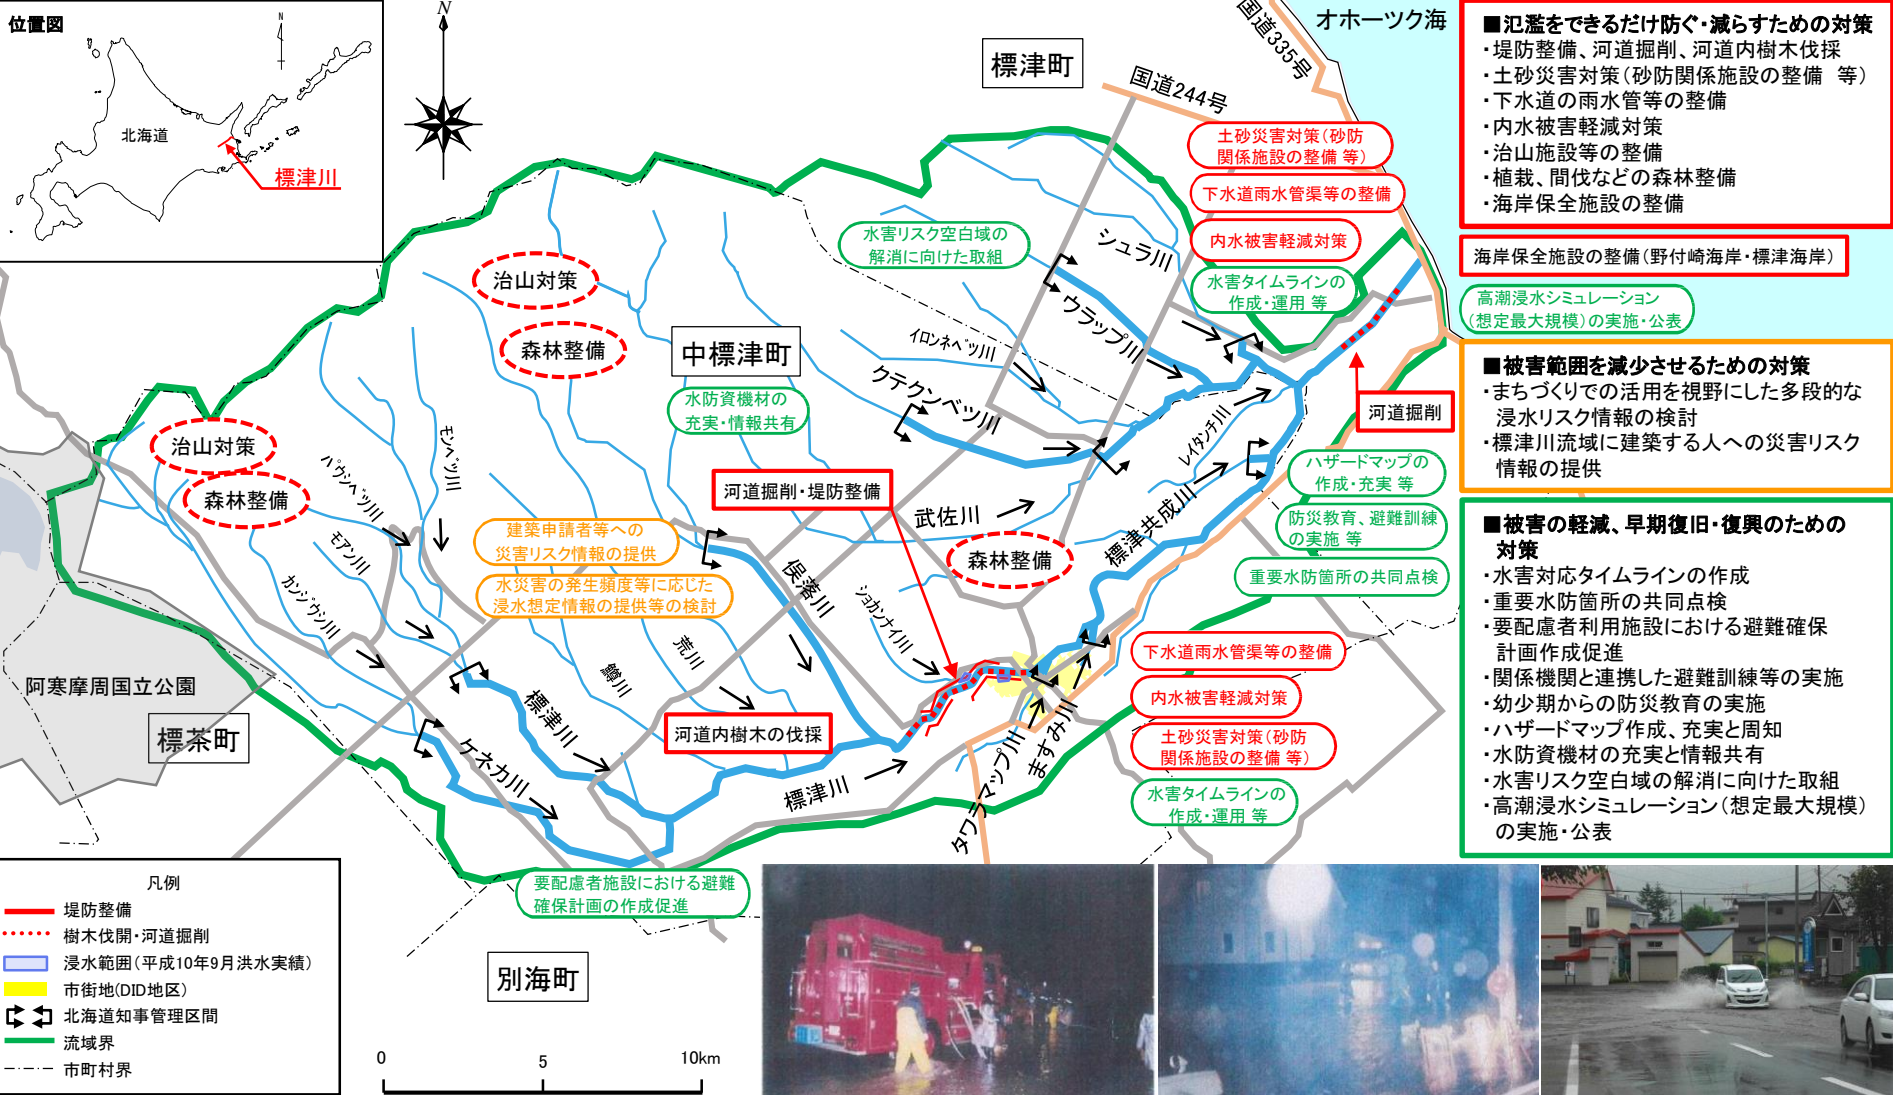 位置図
N
北海道
標津川
N
標津町
国道244号
国道335号
オホーツク海
土砂災害対策(砂防
関係施設の整備 等)
下水道雨水管渠等の整備
内水被害軽減対策
水害タイムラインの
作成・運用 等
水害リスク空白域の
解消に向けた取組
シュラ川
ウラップ川
イロンネベツ川
クテクンベツ川
治山対策
森林整備
中標津町
水防資機材の
充実・情報共有
治山対策
森林整備
パウシベツ川
モンベツ川
モアン川
カンジウシ川
河道掘削・堤防整備
武佐川
森林整備
レイタンチ川
標津共成川
河道掘削
ハザードマップの
作成・充実 等
防災教育、避難訓練
の実施 等
重要水防箇所の共同点検
建築申請者等への
災害リスク情報の提供
水災害の発生頻度等に応じた
浸水想定情報の提供等の検討
俣落川
ショカンナイ川
荒川
鱒川
標津川
ケネカ川
河道内樹木の伐採
標津川
タワラマップ川
ますみ川
下水道雨水管渠等の整備
内水被害軽減対策
土砂災害対策(砂防
関係施設の整備 等)
水害タイムラインの
作成・運用 等
阿寒摩周国立公園
標茶町
要配慮者施設における避難
確保計画の作成促進
別海町
■氾濫をできるだけ防ぐ・減らすための対策
・堤防整備、河道掘削、河道内樹木伐採
・土砂災害対策(砂防関係施設の整備 等)
・下水道の雨水管等の整備
・内水被害軽減対策
・治山施設等の整備
・植栽、間伐などの森林整備
・海岸保全施設の整備
海岸保全施設の整備(野付崎海岸・標津海岸)
高潮浸水シミュレーション
(想定最大規模)の実施・公表
■被害範囲を減少させるための対策
・まちづくりでの活用を視野にした多段的な
浸水リスク情報の検討
・標津川流域に建築する人への災害リスク
情報の提供
■被害の軽減、早期復旧・復興のための
対策
・水害対応タイムラインの作成
・重要水防箇所の共同点検
・要配慮者利用施設における避難確保
計画作成促進
・関係機関と連携した避難訓練等の実施
・幼少期からの防災教育の実施
・ハザードマップ作成、充実と周知
・水防資機材の充実と情報共有
・水害リスク空白域の解消に向けた取組
・高潮浸水シミュレーション(想定最大規模)
の実施・公表
凡例
堤防整備
樹木伐開・河道掘削
浸水範囲(平成10年9月洪水実績)
市街地(DID地区)
北海道知事管理区間
流域界
市町村界
0
5
10km